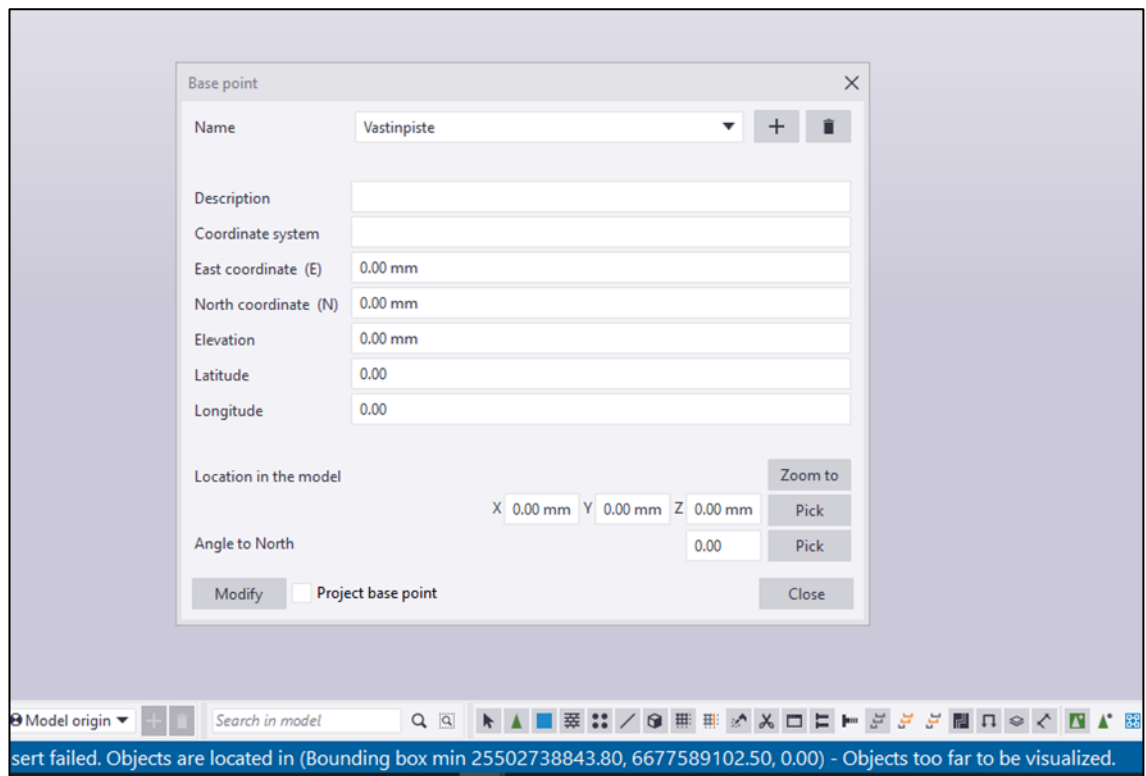 Base point
Name Vastinpiste
Description
Coordinate system
East coordinate (E) 0.00 mm
North coordinate (N) 0.00 mm
Elevation 0.00 mm
Latitude 0.00
Longitude 0.00
Location in the model Zoom to
X 0.00 mm Y 0.00 mm Z 0.00 mm Pick
Angle to North 0.00 Pick
Modify Project base point Close
Model origin Search in model
sert failed. Objects are located in (Bounding box min 25502738843.80, 6677589102.50, 0.00) - Objects too far to be visualized.